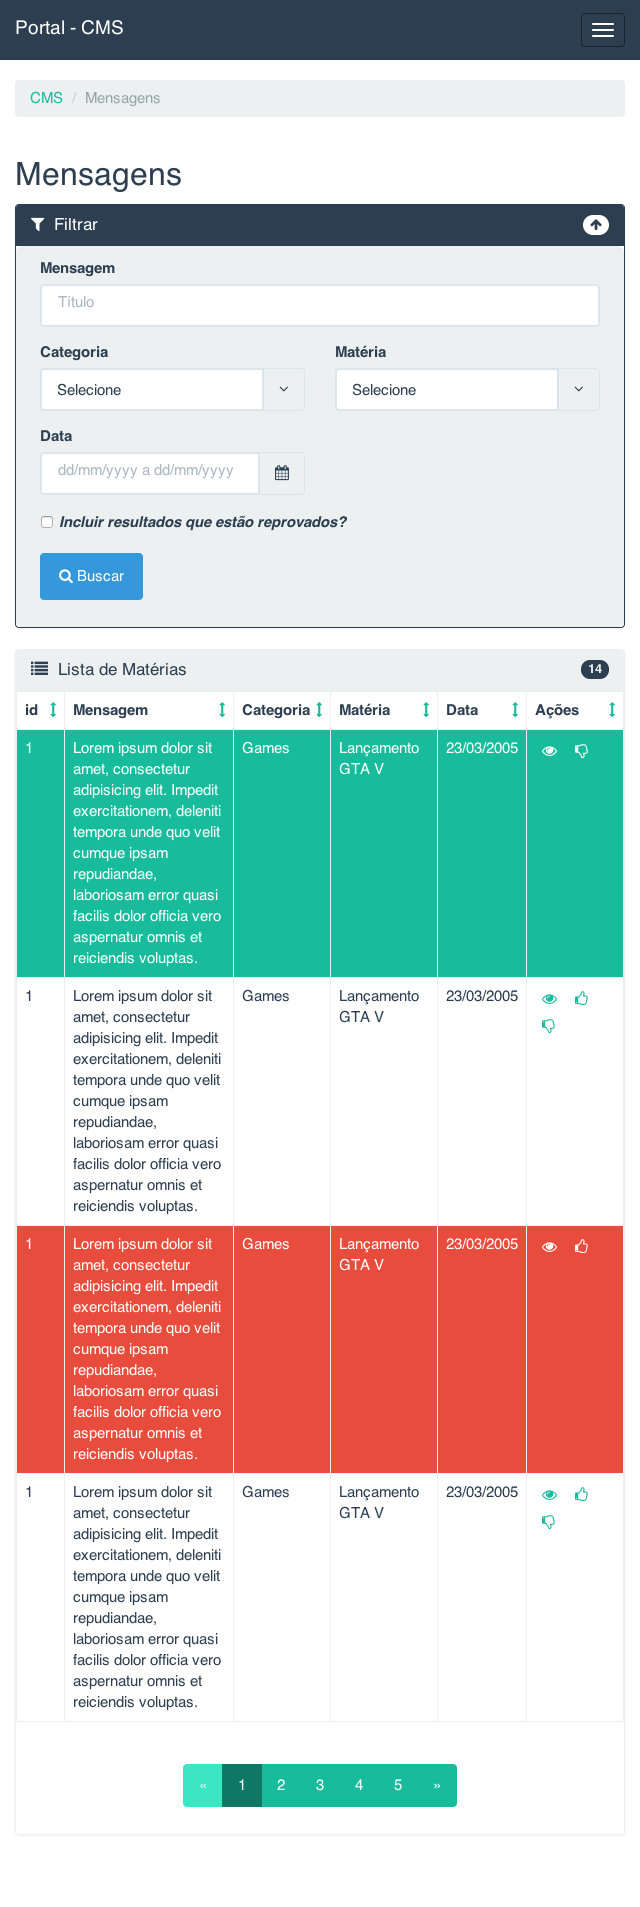 Portal - CMS
CMS / Mensagens
Mensagens
Filtrar
Mensagem
Título
Categoria Matéria
Selecione Selecione
Data
dd/mm/yyyy a dd/mm/yyyy
Incluir resultados que estão reprovados?
Buscar
Lista de Matérias 14
id Mensagem Categoria Matéria Data Ações
1 Lorem ipsum dolor sit Games Lançamento 23/03/2005
amet, consectetur GTA V
adipisicing elit. Impedit
exercitationem, deleniti
tempora unde quo velit
cumque ipsam
repudiandae,
laboriosam error quasi
facilis dolor officia vero
aspernatur omnis et
reiciendis voluptas.
1 Lorem ipsum dolor sit Games Lançamento 23/03/2005
amet, consectetur GTA V
adipisicing elit. Impedit
exercitationem, deleniti
tempora unde quo velit
cumque ipsam
repudiandae,
laboriosam error quasi
facilis dolor officia vero
aspernatur omnis et
reiciendis voluptas.
1 Lorem ipsum dolor sit Games Lançamento 23/03/2005
amet, consectetur GTA V
adipisicing elit. Impedit
exercitationem, deleniti
tempora unde quo velit
cumque ipsam
repudiandae,
laboriosam error quasi
facilis dolor officia vero
aspernatur omnis et
reiciendis voluptas.
1 Lorem ipsum dolor sit Games Lançamento 23/03/2005
amet, consectetur GTA V
adipisicing elit. Impedit
exercitationem, deleniti
tempora unde quo velit
cumque ipsam
repudiandae,
laboriosam error quasi
facilis dolor officia vero
aspernatur omnis et
reiciendis voluptas.
« 1 2 3 4 5 »